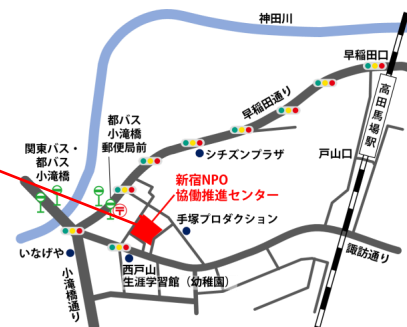 神田川
早稲田口
早稲田通り
高田馬場駅
都バス
小滝橋
郵便局前
関東バス・
都バス
小滝橋
シチズンプラザ
戸山口
新宿NPO
協働推進センター
手塚プロダクション
いなげや
西戸山
生涯学習館(幼稚園)
諏訪通り
小滝橋通り